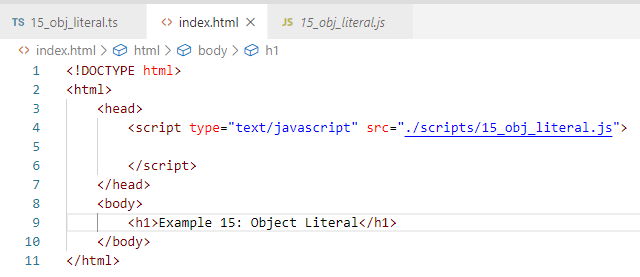 TS 15_obj_literal.ts <> index.html × JS 15_obj_literal.js
<> index.html > html > body > h1
1 <!DOCTYPE html>
2 <html>
3     <head>
4         <script type="text/javascript" src="./scripts/15_obj_literal.js">
5
6         </script>
7     </head>
8     <body>
9         <h1>Example 15: Object Literal</h1>
10     </body>
11 </html>